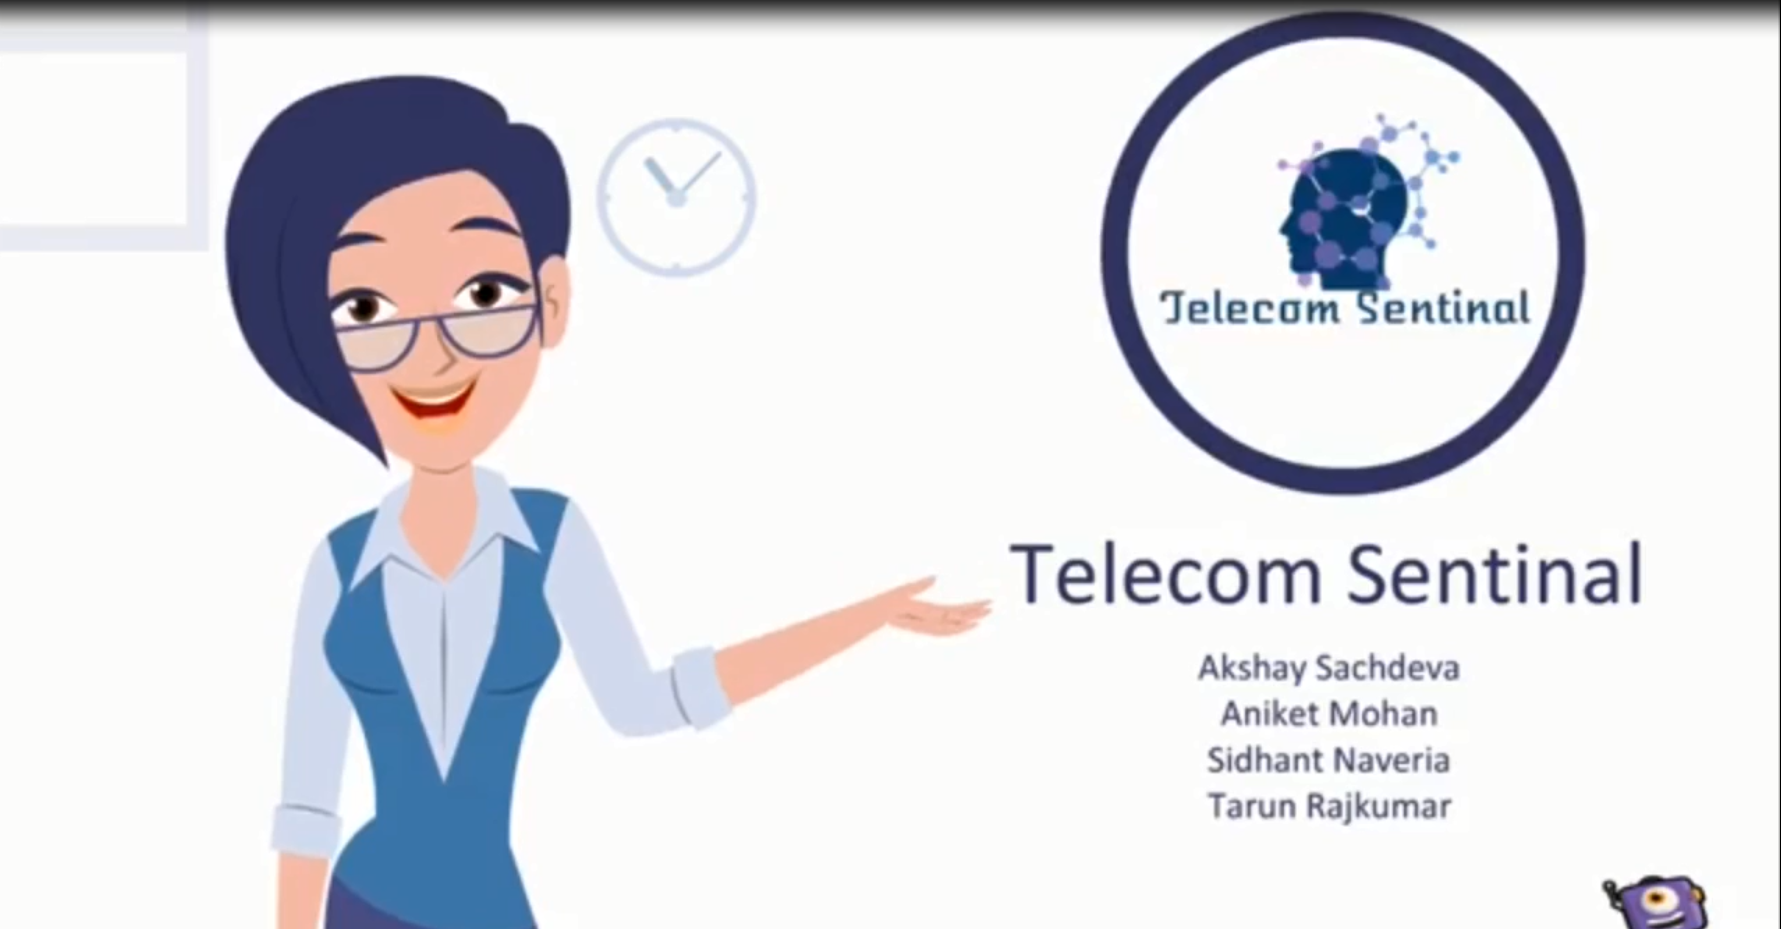 Telecom Sentinal
Telecom Sentinal
Akshay Sachdeva
Aniket Mohan
Sidhant Naveria
Tarun Rajkumar